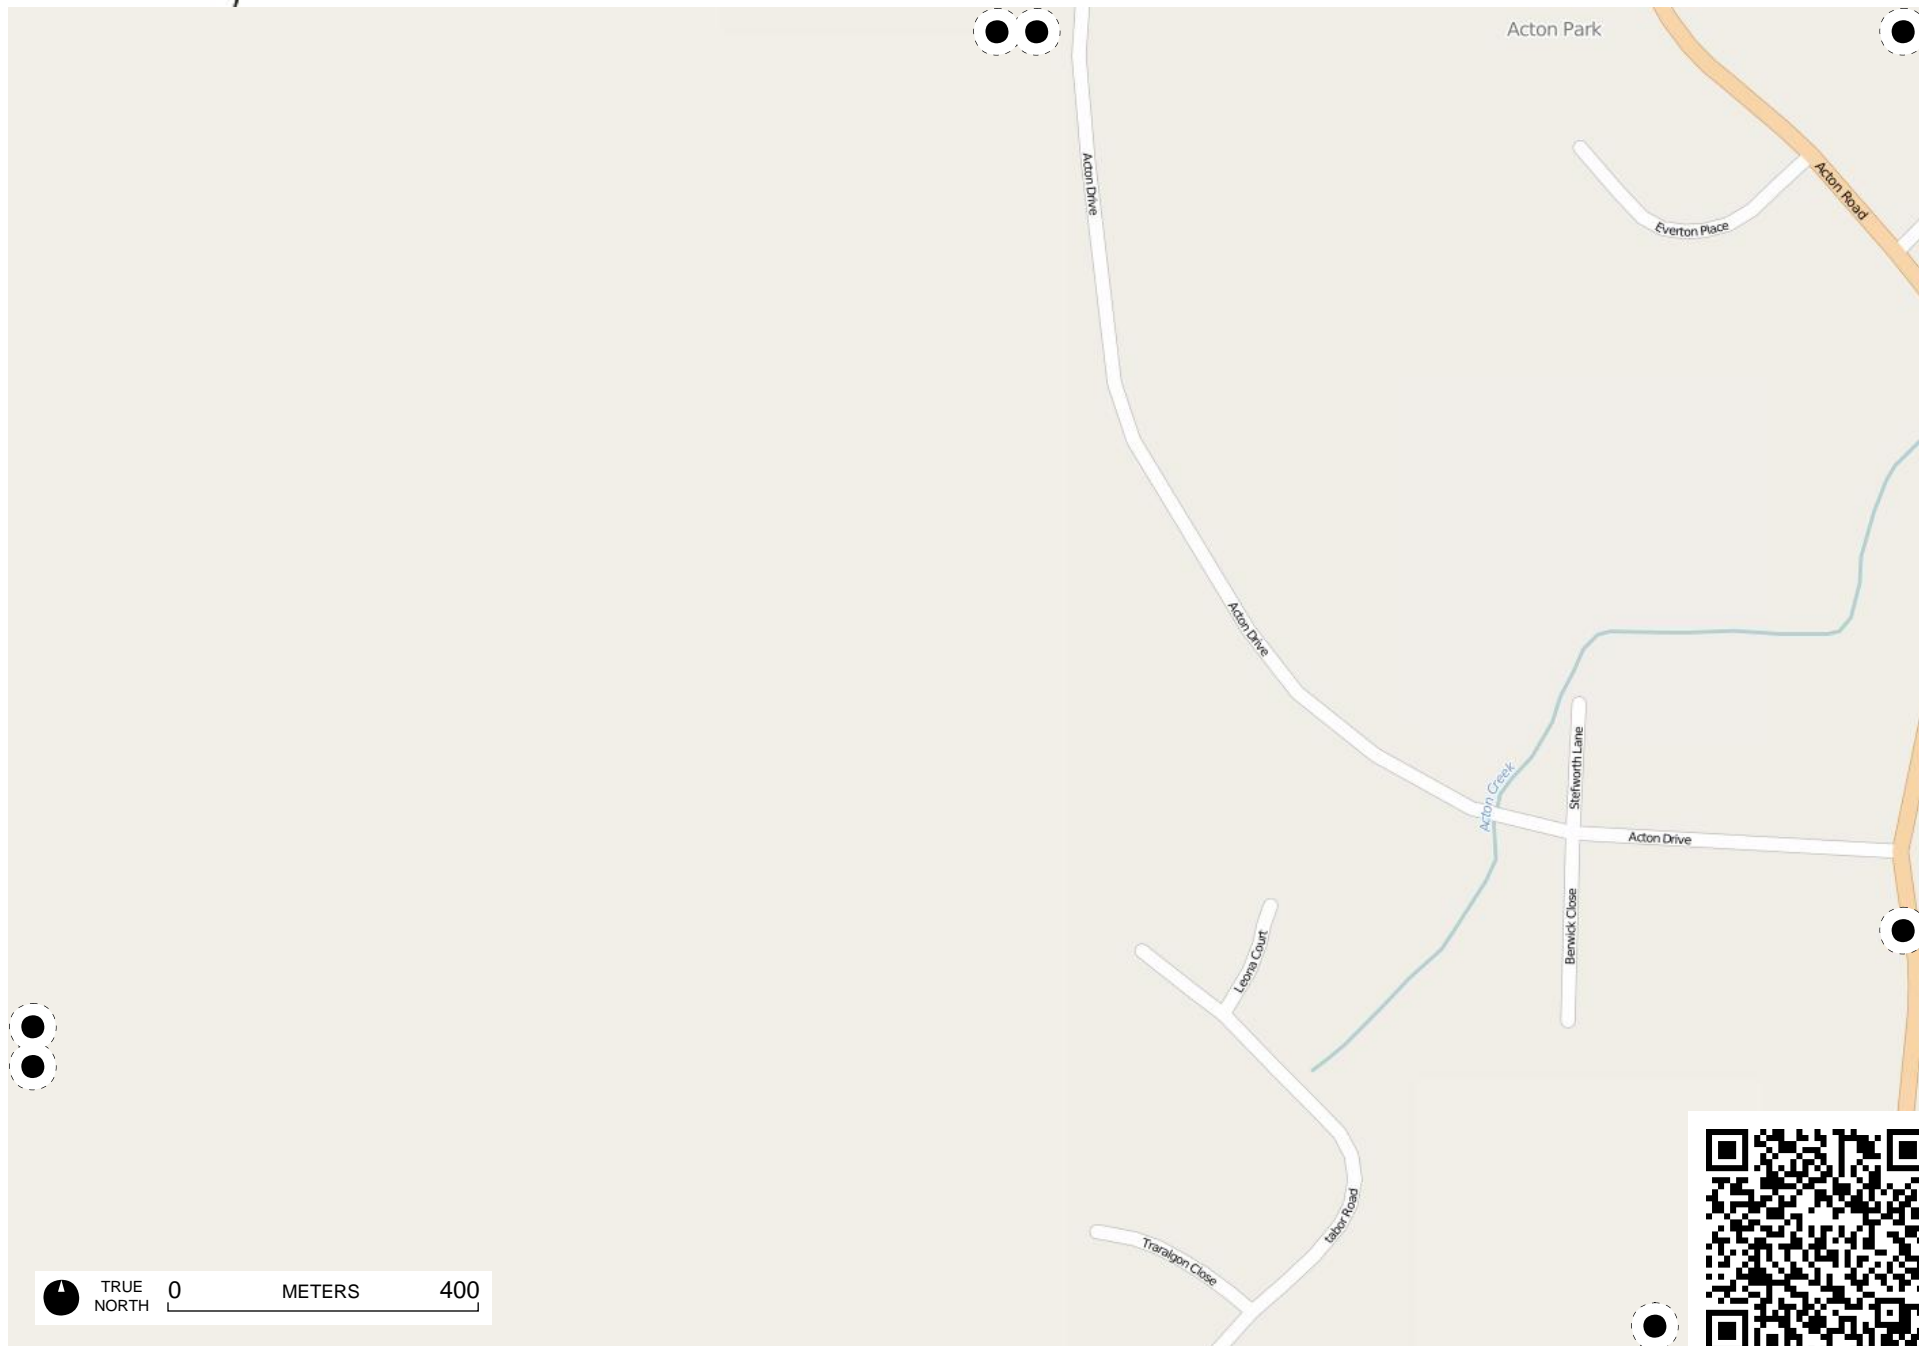 Acton Park
Acton Drive
Acton Road
Everton Place
Acton Drive
Stefworth Lane
Acton Creek
Acton Drive
Berwick Close
Leona Court
tabor Road
Traralgon Close
TRUE
NORTH
0 METERS 400